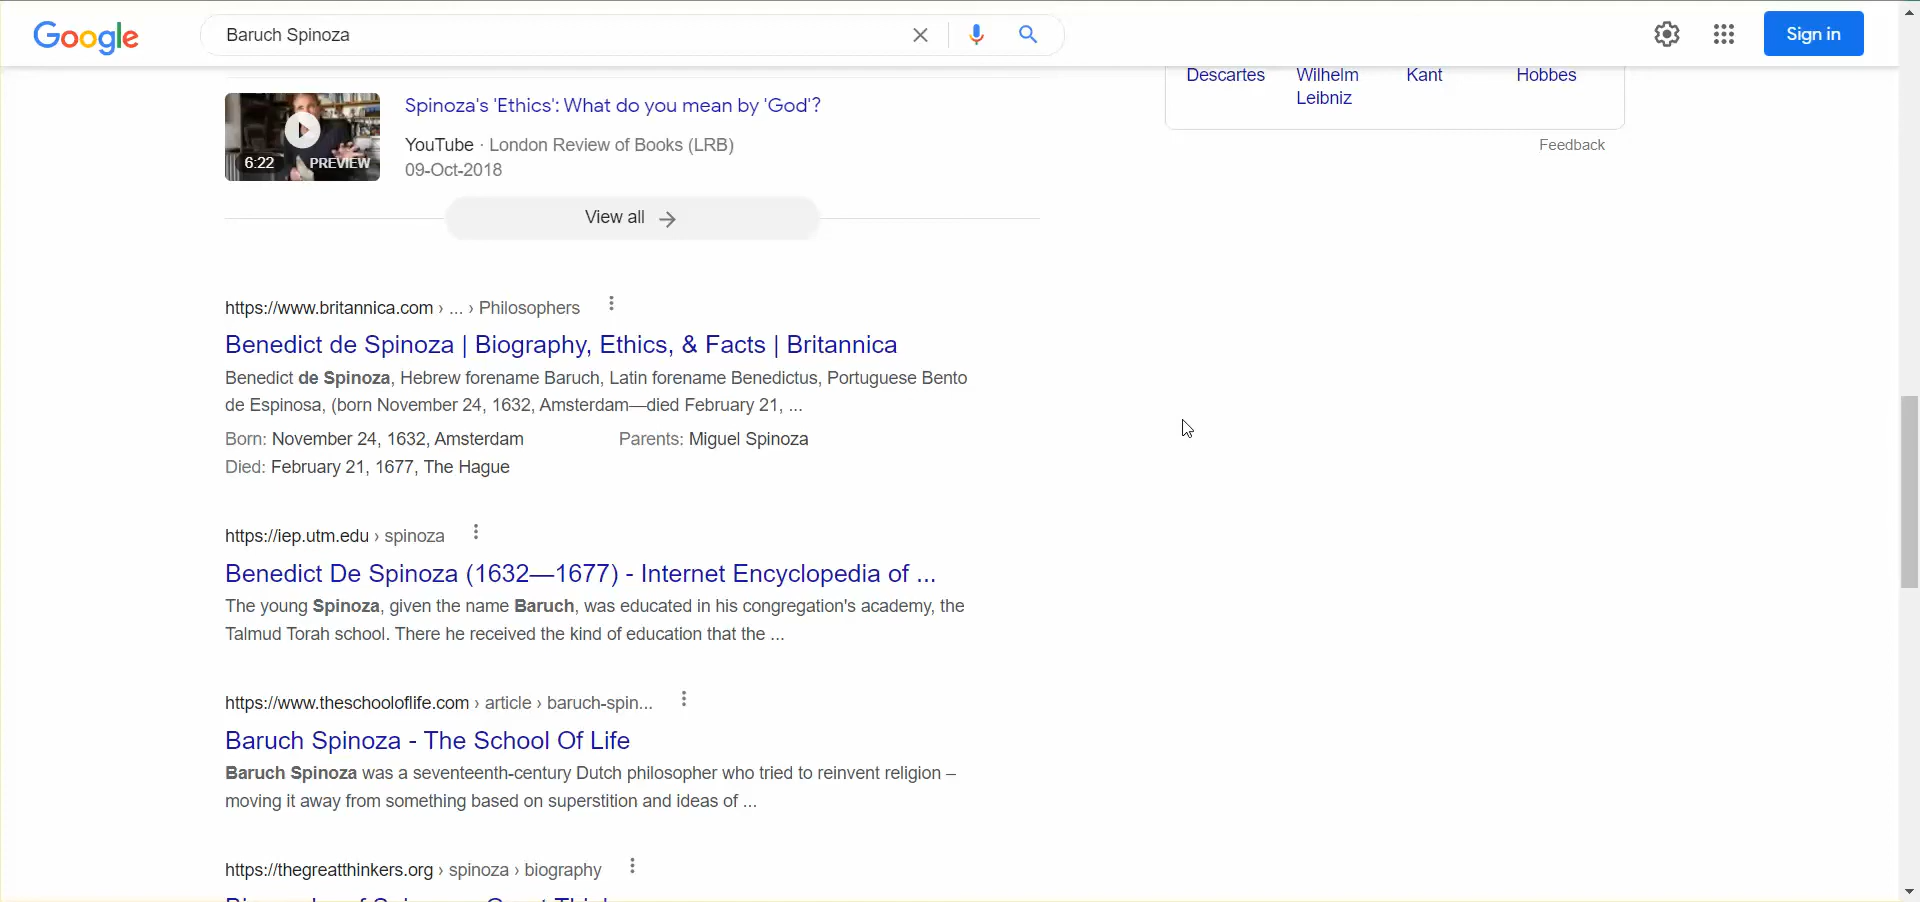 Google
Baruch Spinoza
Sign in
Descartes
Wilhelm
Leibniz
Kant
Hobbes
Feedback
6:22
PREVIEW
Spinoza's 'Ethics': What do you mean by 'God'?
YouTube · London Review of Books (LRB)
09-Oct-2018
View all
https://www.britannica.com › ... › Philosophers
Benedict de Spinoza | Biography, Ethics, & Facts | Britannica
Benedict de Spinoza, Hebrew forename Baruch, Latin forename Benedictus, Portuguese Bento
de Espinosa, (born November 24, 1632, Amsterdam—died February 21, ...
Born: November 24, 1632, Amsterdam
Parents: Miguel Spinoza
Died: February 21, 1677, The Hague
https://iep.utm.edu › spinoza
Benedict De Spinoza (1632—1677) - Internet Encyclopedia of ...
The young Spinoza, given the name Baruch, was educated in his congregation's academy, the
Talmud Torah school. There he received the kind of education that the ...
https://www.theschooloflife.com › article › baruch-spin...
Baruch Spinoza - The School Of Life
Baruch Spinoza was a seventeenth-century Dutch philosopher who tried to reinvent religion –
moving it away from something based on superstition and ideas of ...
https://thegreatthinkers.org › spinoza › biography